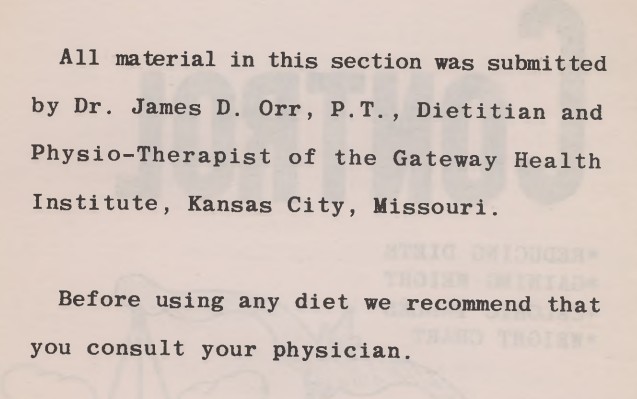 All material in this section was submitted
by Dr. James D. Orr, P.T., Dietitian and
Physio-Therapist of the Gateway Health
Institute, Kansas City, Missouri.
Before using any diet we recommend that
you consult your physician.